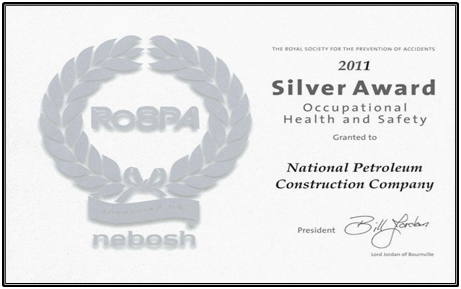 RoSPA
nebosh
THE ROYAL SOCIETY FOR THE PREVENTION OF ACCIDENTS
2011
Silver Award
Occupational
Health and Safety
Granted to
National Petroleum
Construction Company
President Bill Jordan
Lord Jordan of Bournville